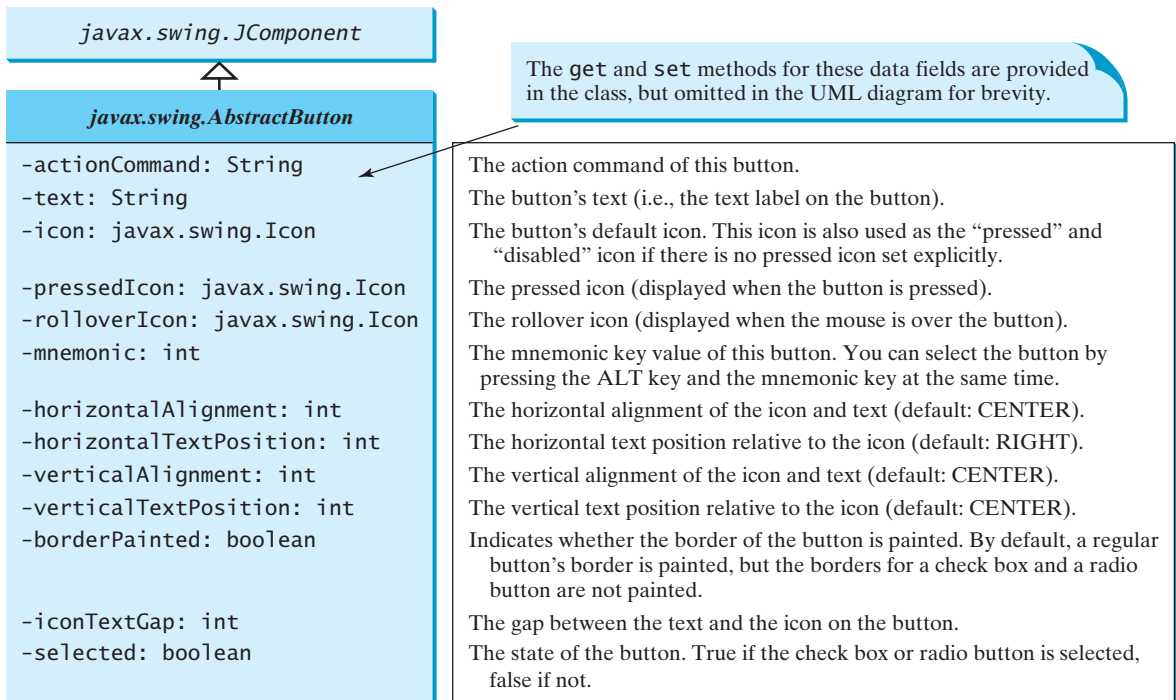 javax.swing.JComponent
The get and set methods for these data fields are provided
in the class, but omitted in the UML diagram for brevity.
javax.swing.AbstractButton
-actionCommand: String
The action command of this button.
-text: String
The button’s text (i.e., the text label on the button).
-icon: javax.swing.Icon
The button’s default icon. This icon is also used as the “pressed” and
“disabled” icon if there is no pressed icon set explicitly.
-pressedIcon: javax.swing.Icon
The pressed icon (displayed when the button is pressed).
-rolloverIcon: javax.swing.Icon
The rollover icon (displayed when the mouse is over the button).
-mnemonic: int
The mnemonic key value of this button. You can select the button by
pressing the ALT key and the mnemonic key at the same time.
-horizontalAlignment: int
The horizontal alignment of the icon and text (default: CENTER).
-horizontalTextPosition: int
The horizontal text position relative to the icon (default: RIGHT).
-verticalAlignment: int
The vertical alignment of the icon and text (default: CENTER).
-verticalTextPosition: int
The vertical text position relative to the icon (default: CENTER).
-borderPainted: boolean
Indicates whether the border of the button is painted. By default, a regular
button’s border is painted, but the borders for a check box and a radio
button are not painted.
-iconTextGap: int
The gap between the text and the icon on the button.
-selected: boolean
The state of the button. True if the check box or radio button is selected,
false if not.